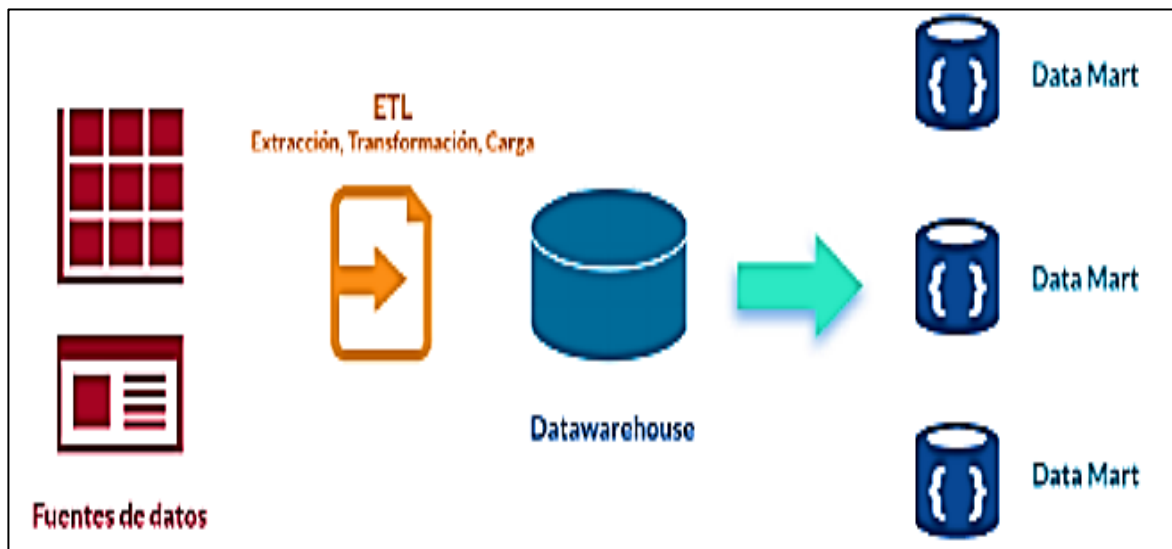 Fuentes de datos
ETL
Extracción, Transformación, Carga
Datawarehouse
{ }
Data Mart
{ }
Data Mart
{ }
Data Mart